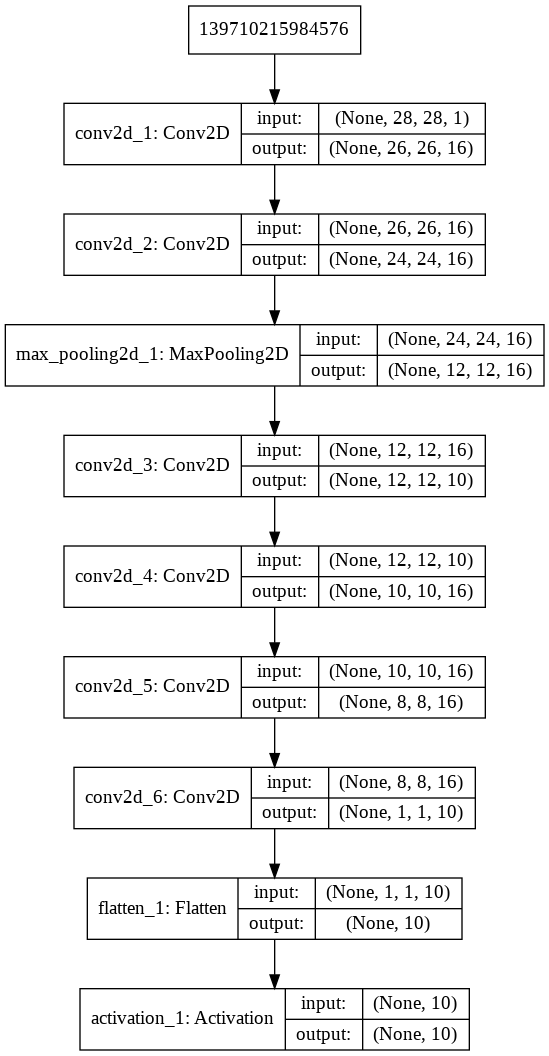 139710215984576
conv2d_1: Conv2D
input:
(None, 28, 28, 1)
output:
(None, 26, 26, 16)
conv2d_2: Conv2D
input:
(None, 26, 26, 16)
output:
(None, 24, 24, 16)
max_pooling2d_1: MaxPooling2D
input:
(None, 24, 24, 16)
output:
(None, 12, 12, 16)
conv2d_3: Conv2D
input:
(None, 12, 12, 16)
output:
(None, 12, 12, 10)
conv2d_4: Conv2D
input:
(None, 12, 12, 10)
output:
(None, 10, 10, 16)
conv2d_5: Conv2D
input:
(None, 10, 10, 16)
output:
(None, 8, 8, 16)
conv2d_6: Conv2D
input:
(None, 8, 8, 16)
output:
(None, 1, 1, 10)
flatten_1: Flatten
input:
(None, 1, 1, 10)
output:
(None, 10)
activation_1: Activation
input:
(None, 10)
output:
(None, 10)